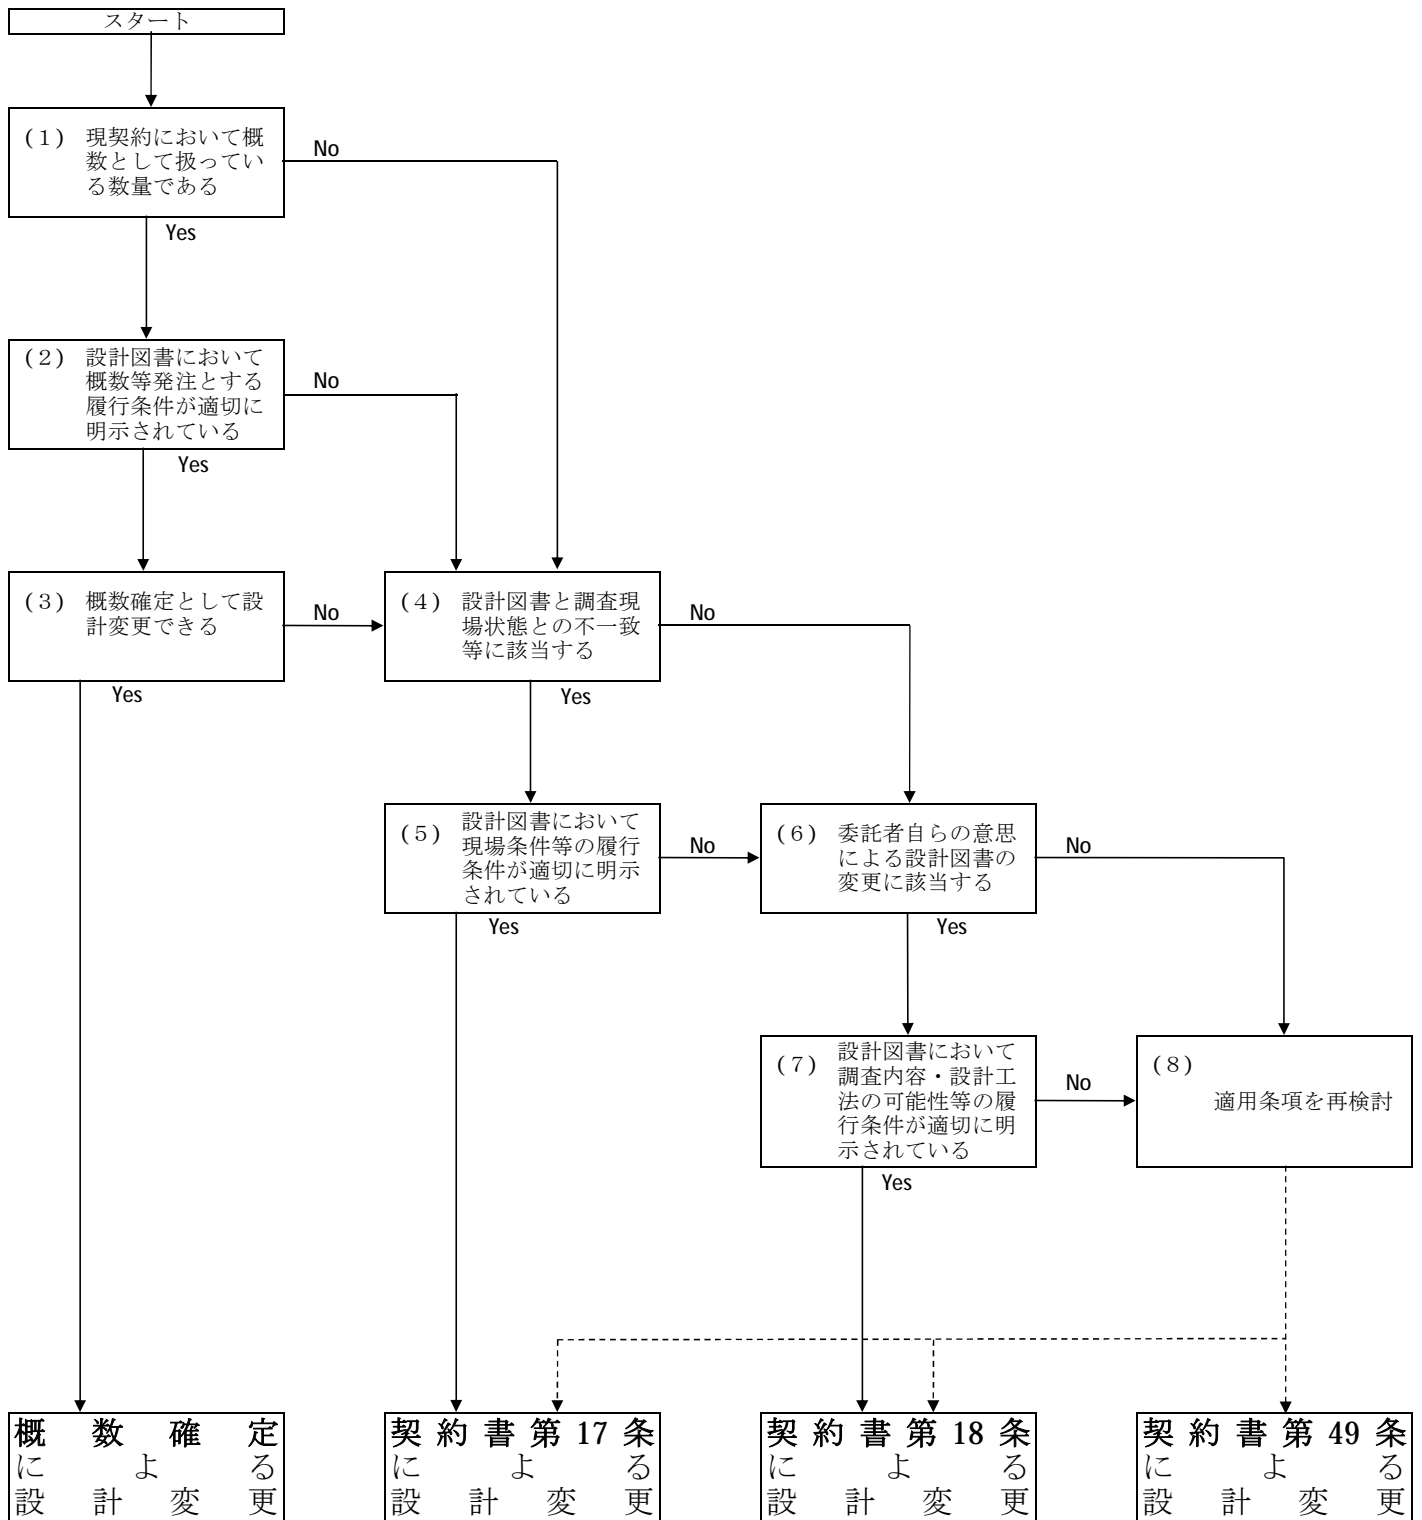 スタート
(1) 現契約において概
数として扱ってい
る数量である
No
Yes
(2) 設計図書において
概数等発注とする
履行条件が適切に
明示されている
No
Yes
(3) 概数確定として設
計変更できる
No
Yes
(4) 設計図書と調査現
場状態との不一致
等に該当する
No
Yes
(5) 設計図書において
現場条件等の履行
条件が適切に明示
されている
No
Yes
(6) 委託者自らの意思
による設計図書の
変更に該当する
No
Yes
(7) 設計図書において
調査内容・設計工
法の可能性等の履
行条件が適切に明
示されている
No
Yes
(8)
適用条項を再検討
概数確定
による
設計変更
契約書第17条
による
設計変更
契約書第18条
による
設計変更
契約書第49条
による
設計変更